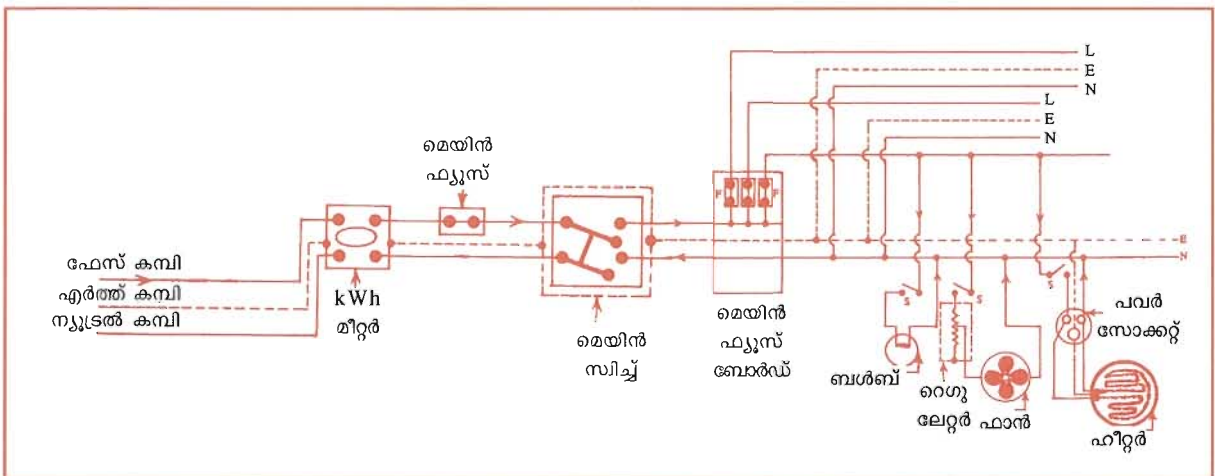 L
E
N
L
E
N
മെയിൻ
ഫ്യൂസ്
F
F
ഫേസ് കമ്പി
എർത്ത് കമ്പി
ന്യൂട്രൽ കമ്പി
kWh
മീറ്റർ
മെയിൻ
സ്വിച്ച്
മെയിൻ
ഫ്യൂസ്
ബോർഡ്
E
N
S
S
S
ബൾബ്
റെഗു
ലേറ്റർ
ഫാൻ
പവർ
സോക്കറ്റ്
ഹീറ്റർ